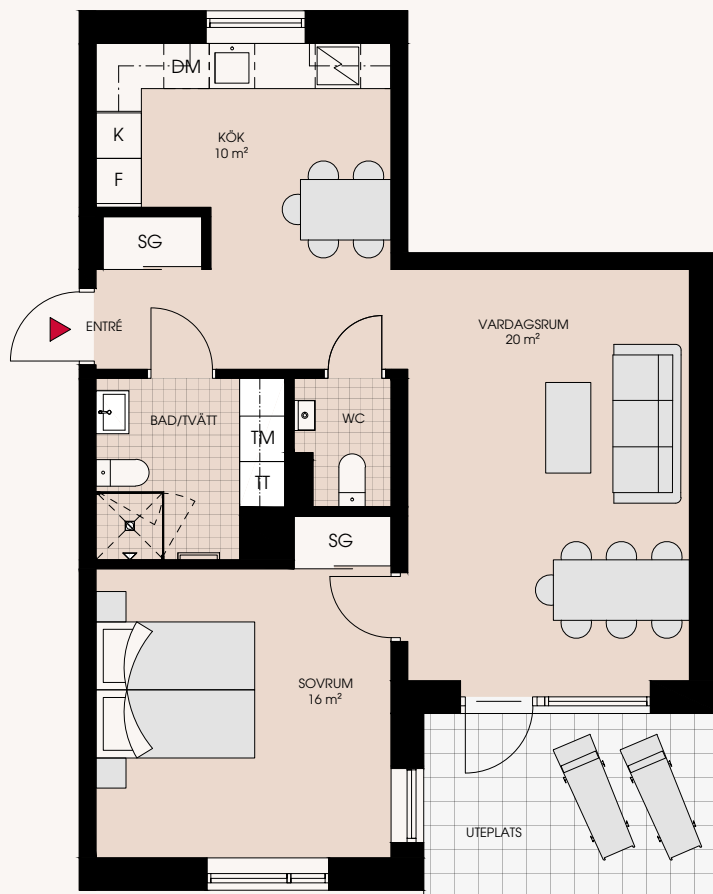 DM
K
KÖK
10 m²
F
SG
ENTRÉ
VARDAGSRUM
20 m²
BAD/TVÄTT
WC
TM
TT
SG
SOVRUM
16 m²
UTEPLATS